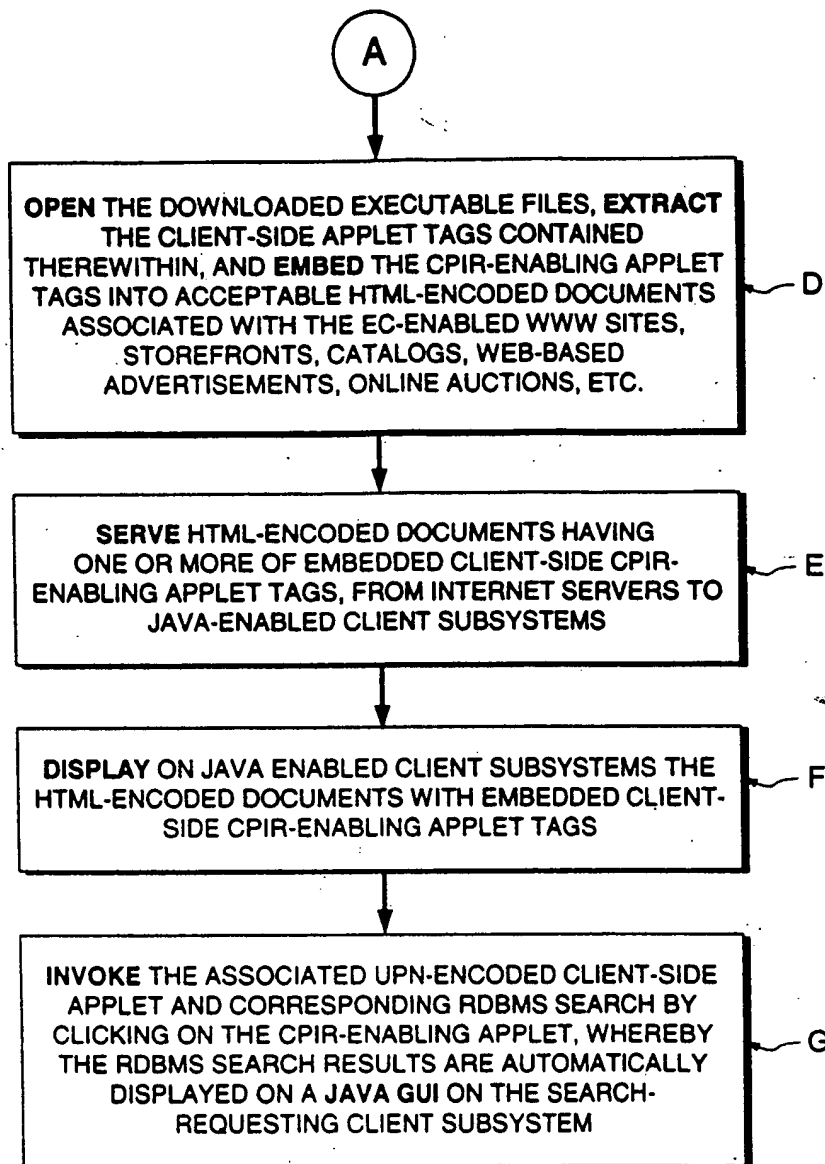 A
OPEN THE DOWNLOADED EXECUTABLE FILES, EXTRACT
THE CLIENT-SIDE APPLET TAGS CONTAINED
THEREWITHIN, AND EMBED THE CPIR-ENABLING APPLET
TAGS INTO ACCEPTABLE HTML-ENCODED DOCUMENTS
ASSOCIATED WITH THE EC-ENABLED WWW SITES,
STOREFRONTS, CATALOGS, WEB-BASED
ADVERTISEMENTS, ONLINE AUCTIONS, ETC.
D
SERVE HTML-ENCODED DOCUMENTS HAVING
ONE OR MORE OF EMBEDDED CLIENT-SIDE CPIR-
ENABLING APPLET TAGS, FROM INTERNET SERVERS TO
JAVA-ENABLED CLIENT SUBSYSTEMS
E
DISPLAY ON JAVA ENABLED CLIENT SUBSYSTEMS THE
HTML-ENCODED DOCUMENTS WITH EMBEDDED CLIENT-
SIDE CPIR-ENABLING APPLET TAGS
F
INVOKE THE ASSOCIATED UPN-ENCODED CLIENT-SIDE
APPLET AND CORRESPONDING RDBMS SEARCH BY
CLICKING ON THE CPIR-ENABLING APPLET, WHEREBY
THE RDBMS SEARCH RESULTS ARE AUTOMATICALLY
DISPLAYED ON A JAVA GUI ON THE SEARCH-
REQUESTING CLIENT SUBSYSTEM
G